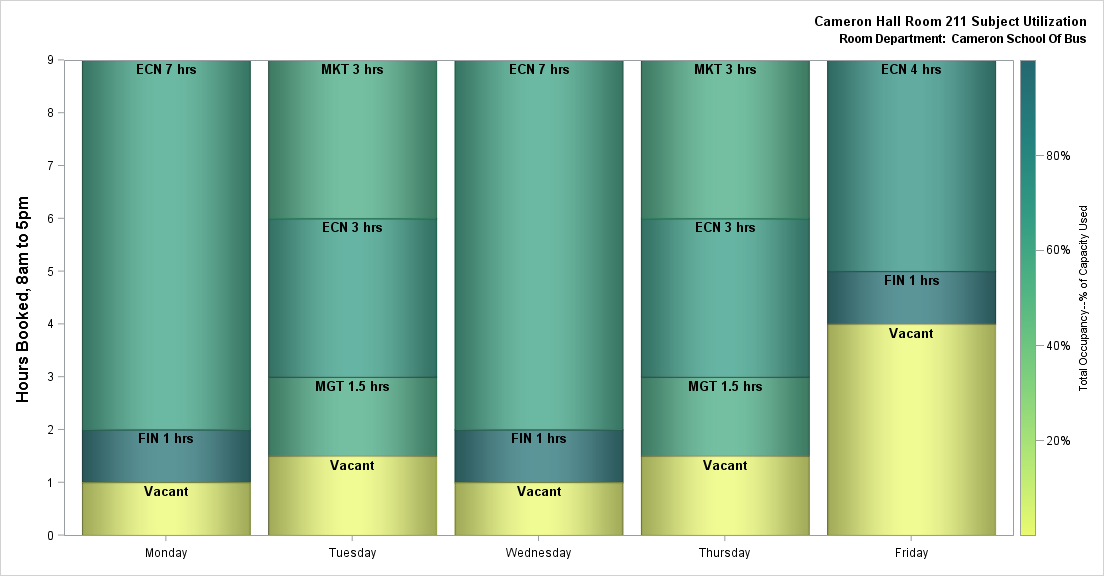 Cameron Hall Room 211 Subject Utilization
Room Department: Cameron School Of Bus
Hours Booked, 8am to 5pm
9
8
7
6
5
4
3
2
1
0
ECN 7 hrs
FIN 1 hrs
Vacant
MKT 3 hrs
ECN 3 hrs
MGT 1.5 hrs
Vacant
ECN 7 hrs
FIN 1 hrs
Vacant
MKT 3 hrs
ECN 3 hrs
MGT 1.5 hrs
Vacant
ECN 4 hrs
FIN 1 hrs
Vacant
Monday
Tuesday
Wednesday
Thursday
Friday
80%
60%
40%
20%
Total Occupancy--% of Capacity Used